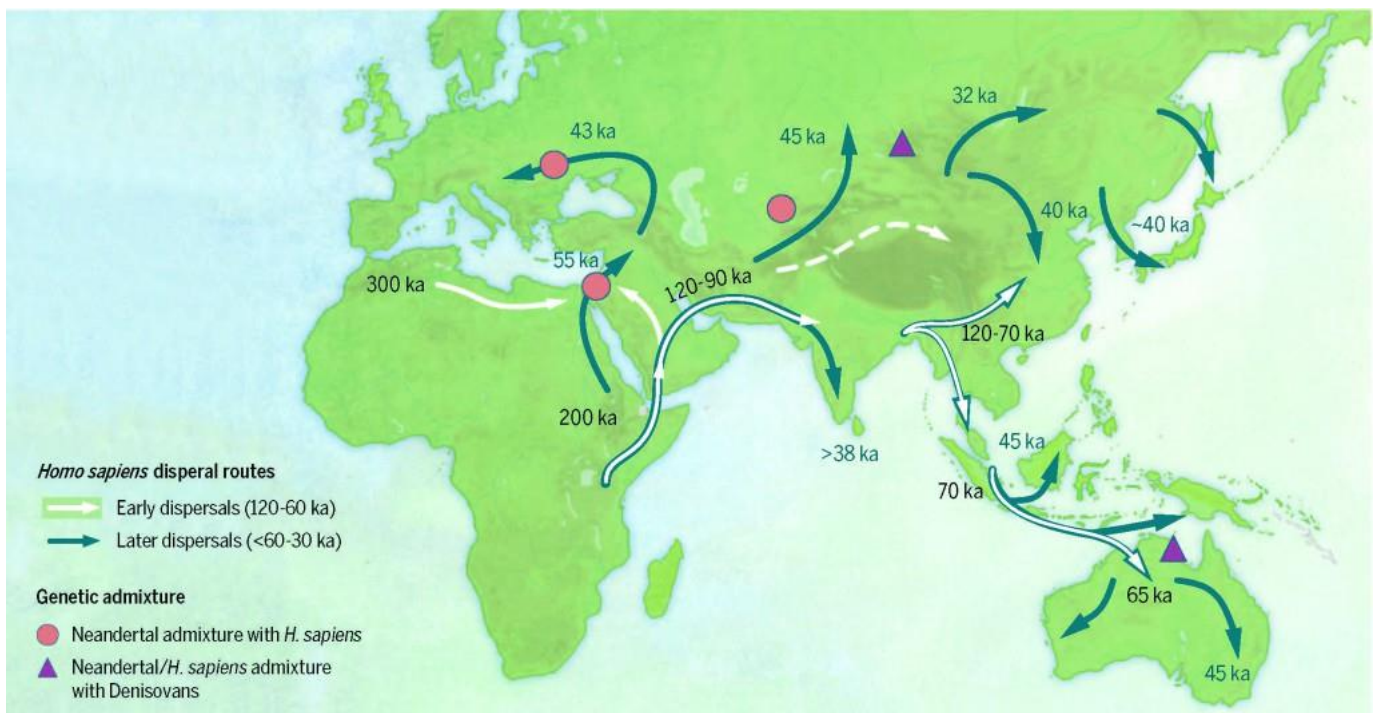 32 ka
43 ka
45 ka
40 ka
~40 ka
55 ka
300 ka
120-90 ka
120-70 ka
200 ka
>38 ka
45 ka
70 ka
65 ka
45 ka
Homo sapiens disperal routes
Early dispersals (120-60 ka)
Later dispersals (<60-30 ka)
Genetic admixture
Neandertal admixture with H. sapiens
Neandertal/H. sapiens admixture
with Denisovans